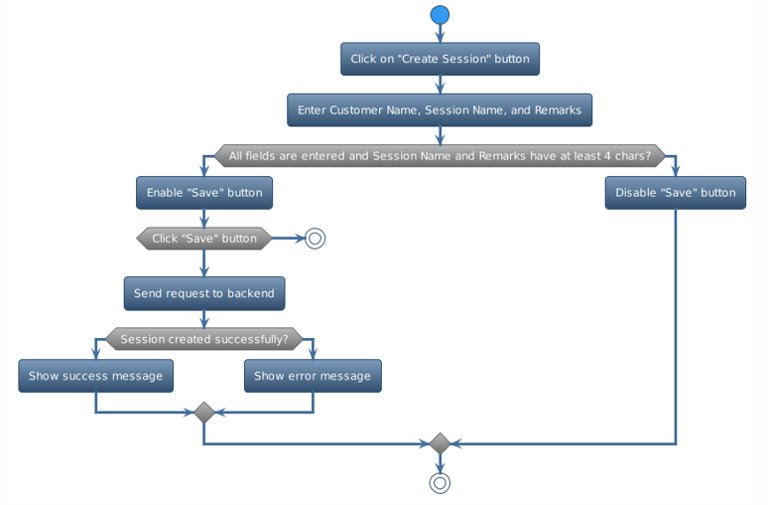 Click on "Create Session" button
Enter Customer Name, Session Name, and Remarks
All fields are entered and Session Name and Remarks have at least 4 chars?
Enable "Save" button
Disable "Save" button
Click "Save" button
Send request to backend
Session created successfully?
Show success message
Show error message